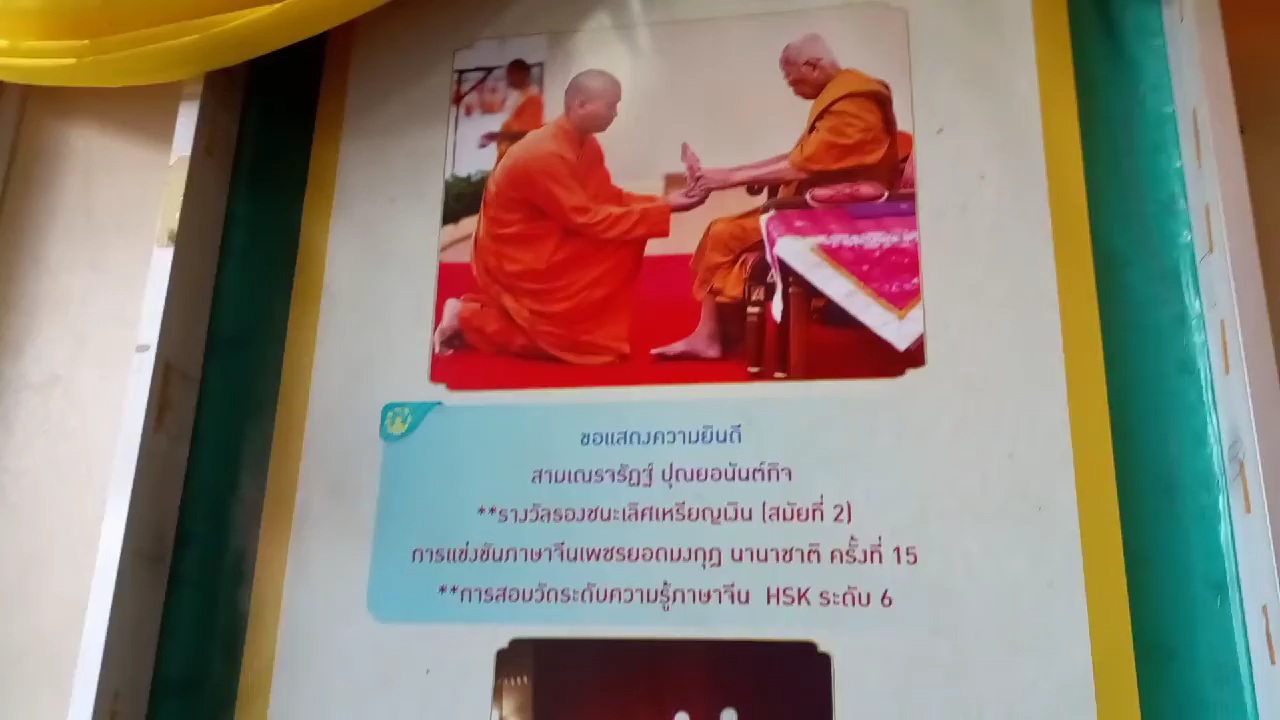 ขอแสดงความยินดี
สามเณรจรัฏฐ์ ปุณยอนันต์กิจ
**รางวัลรองชนะเลิศเหรียญเงิน (สมัยที่ 2)
การแข่งขันภาษาจีนเพชรยอดมงกุฎ นานาชาติ ครั้งที่ 15
**การสอบวัดระดับความรู้ภาษาจีน HSK ระดับ 6